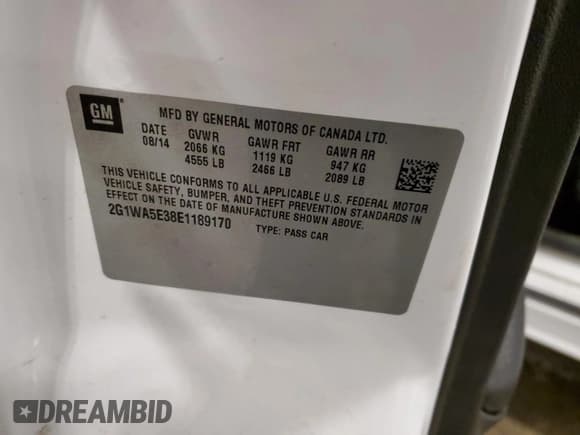 GM
MFD BY GENERAL MOTORS OF CANADA LTD.
DATE GVWR GAWR FRT GAWR RR
08/14 2066 KG 1119 KG 947 KG
4555 LB 2466 LB 2089 LB
THIS VEHICLE CONFORMS TO ALL APPLICABLE U.S. FEDERAL MOTOR
VEHICLE SAFETY, BUMPER, AND THEFT PREVENTION STANDARDS IN
EFFECT ON THE DATE OF MANUFACTURE SHOWN ABOVE.
2G1WA5E38E1189170 TYPE: PASS CAR
DREAMBID